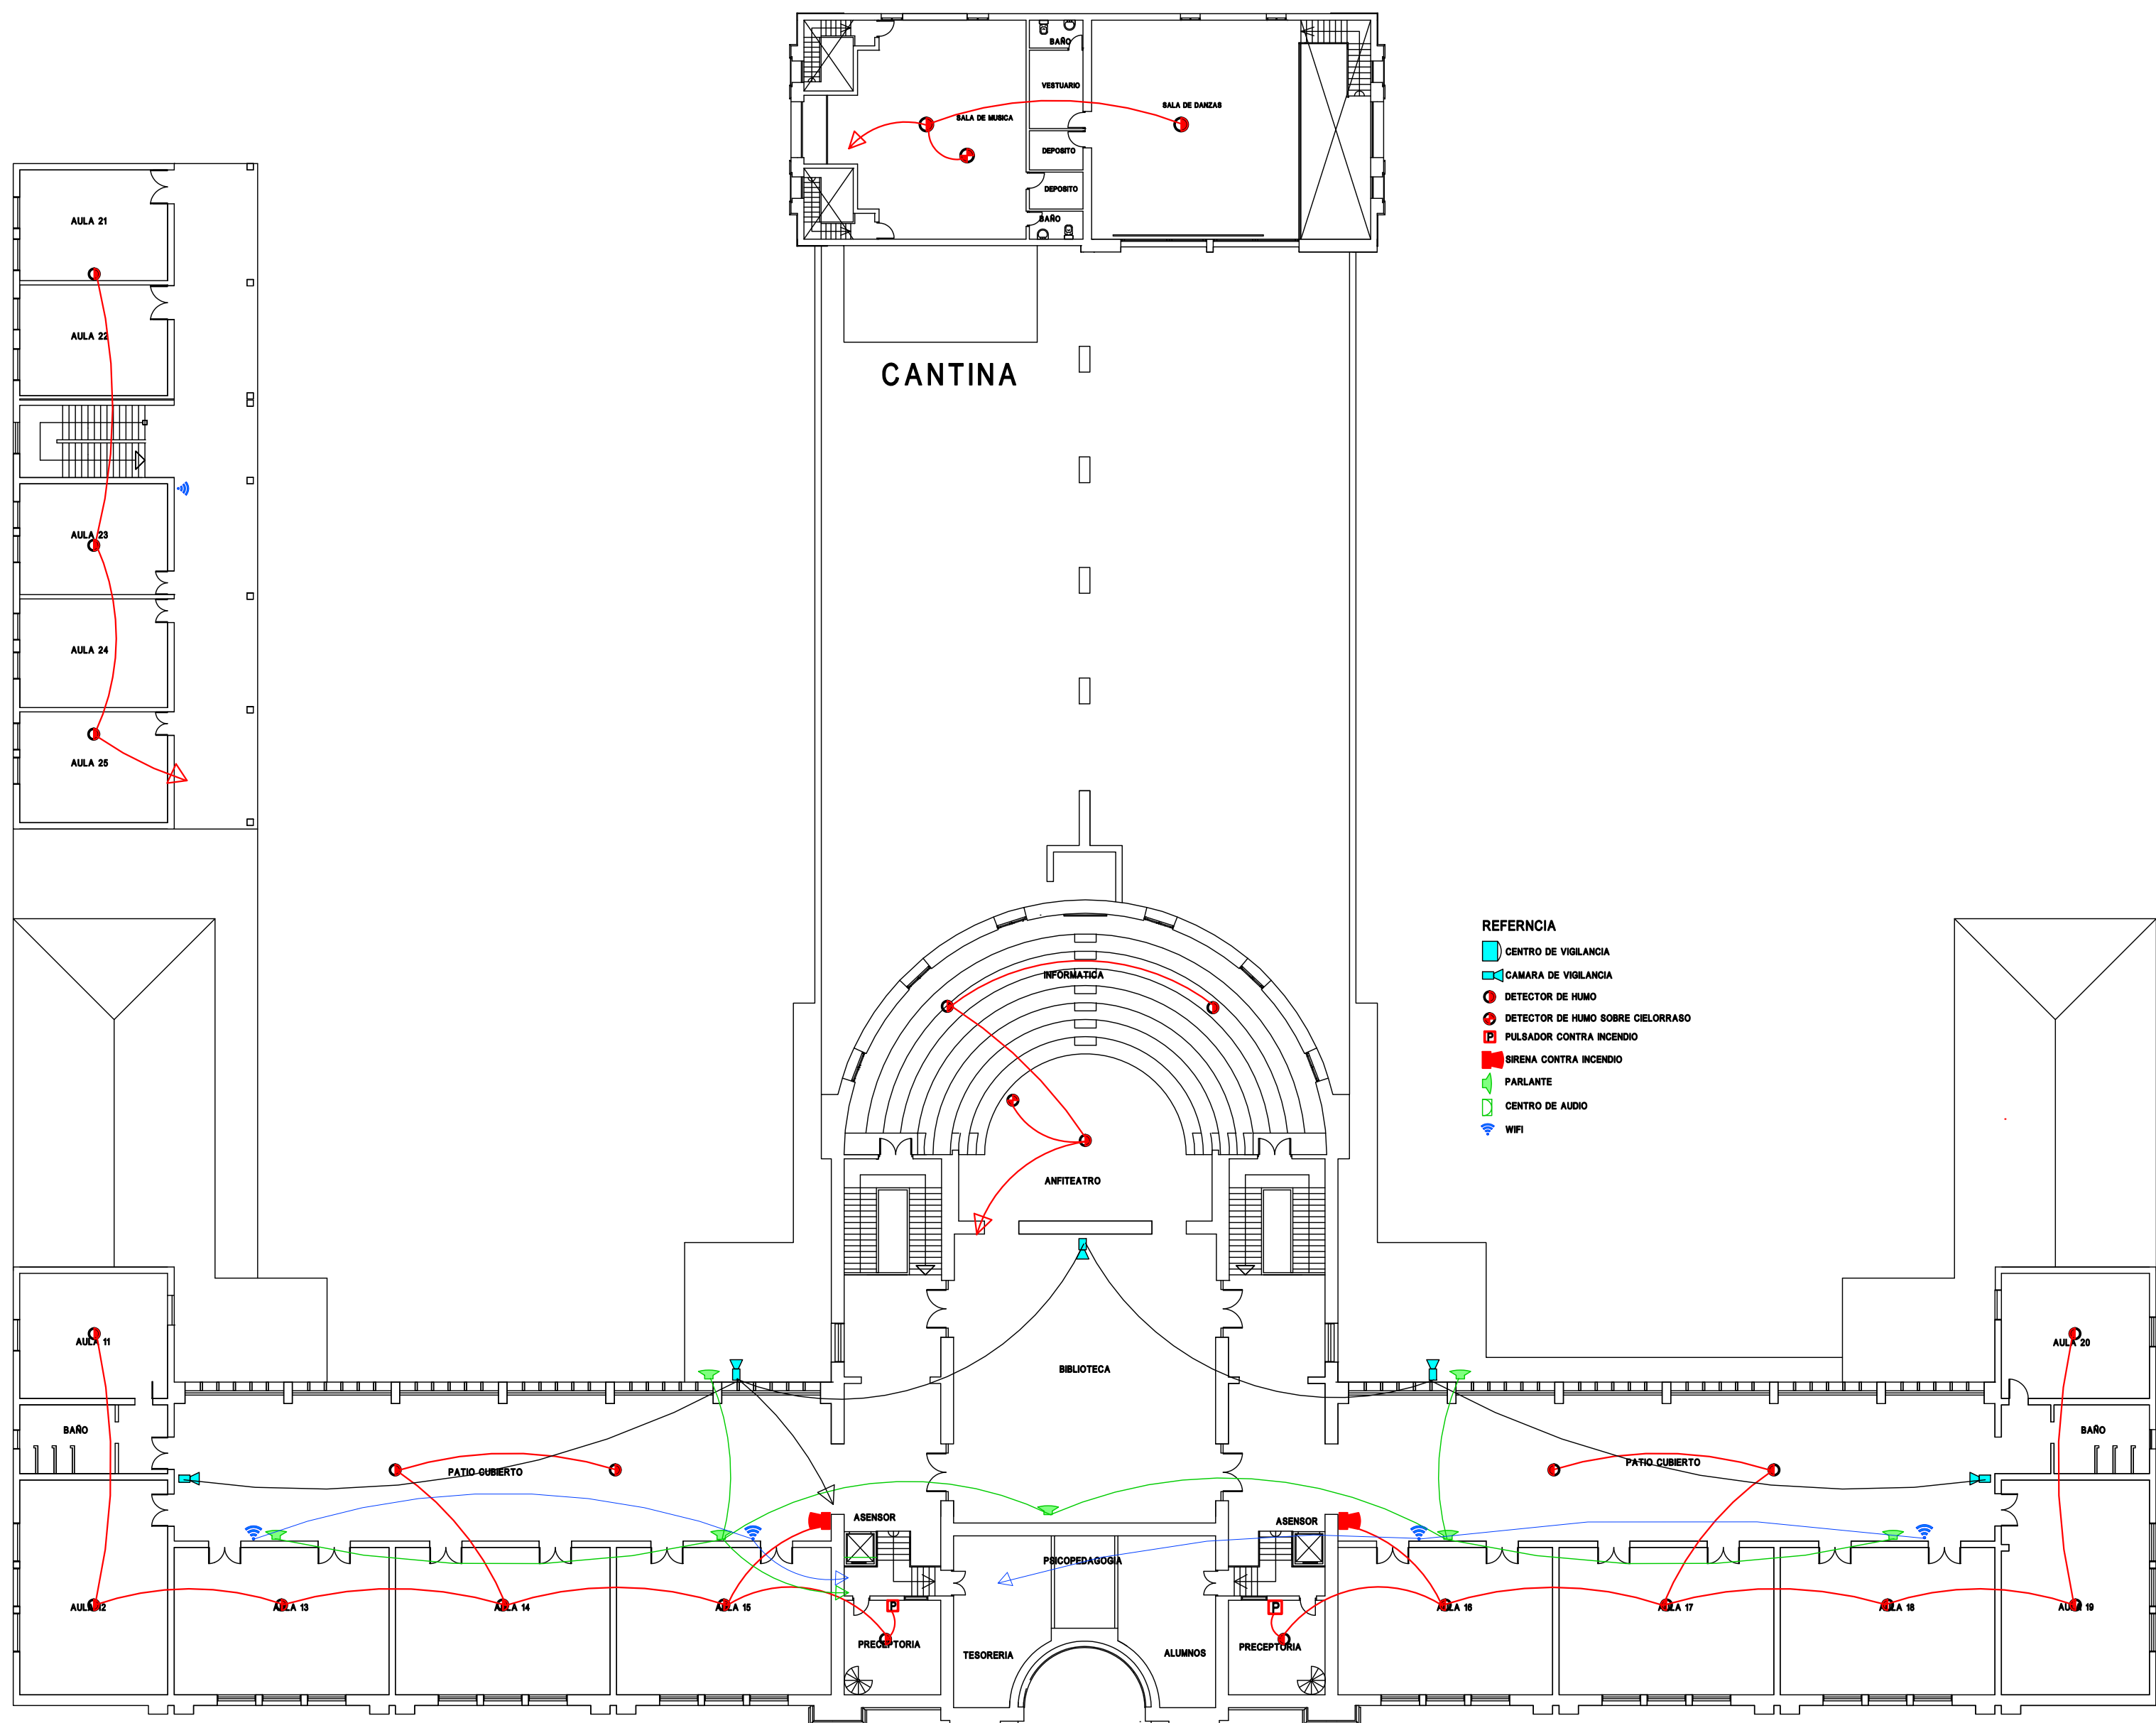 BAÑO
VESTUARIO
SALA DE DANZAS
SALA DE MUSICA
DEPOSITO
DEPOSITO
BAÑO
AULA 21
AULA 22
CANTINA
AULA 23
AULA 24
AULA 25
REFERNCIA
CENTRO DE VIGILANCIA
CAMARA DE VIGILANCIA
DETECTOR DE HUMO
DETECTOR DE HUMO SOBRE CIELORRASO
P PULSADOR CONTRA INCENDIO
SIRENA CONTRA INCENDIO
PARLANTE
CENTRO DE AUDIO
WIFI
INFORMATICA
ANFITEATRO
AULA 11
BIBLIOTECA
AULA 20
BAÑO
PATIO CUBIERTO
PATIO CUBIERTO
BAÑO
ASENSOR
ASENSOR
PSICOPEDAGOGIA
AULA 12
AULA 13
AULA 14
AULA 15
P
P
AULA 16
AULA 17
AULA 18
AULA 19
PRECEPTORIA
TESORERIA
ALUMNOS
PRECEPTORIA